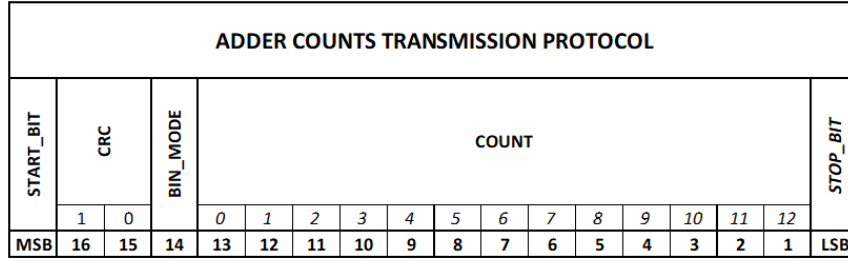 ADDER COUNTS TRANSMISSION PROTOCOL
START_BIT CRC BIN_MODE COUNT STOP_BIT
1 0 0 1 2 3 4 5 6 7 8 9 10 11 12
MSB 16 15 14 13 12 11 10 9 8 7 6 5 4 3 2 1 LSB